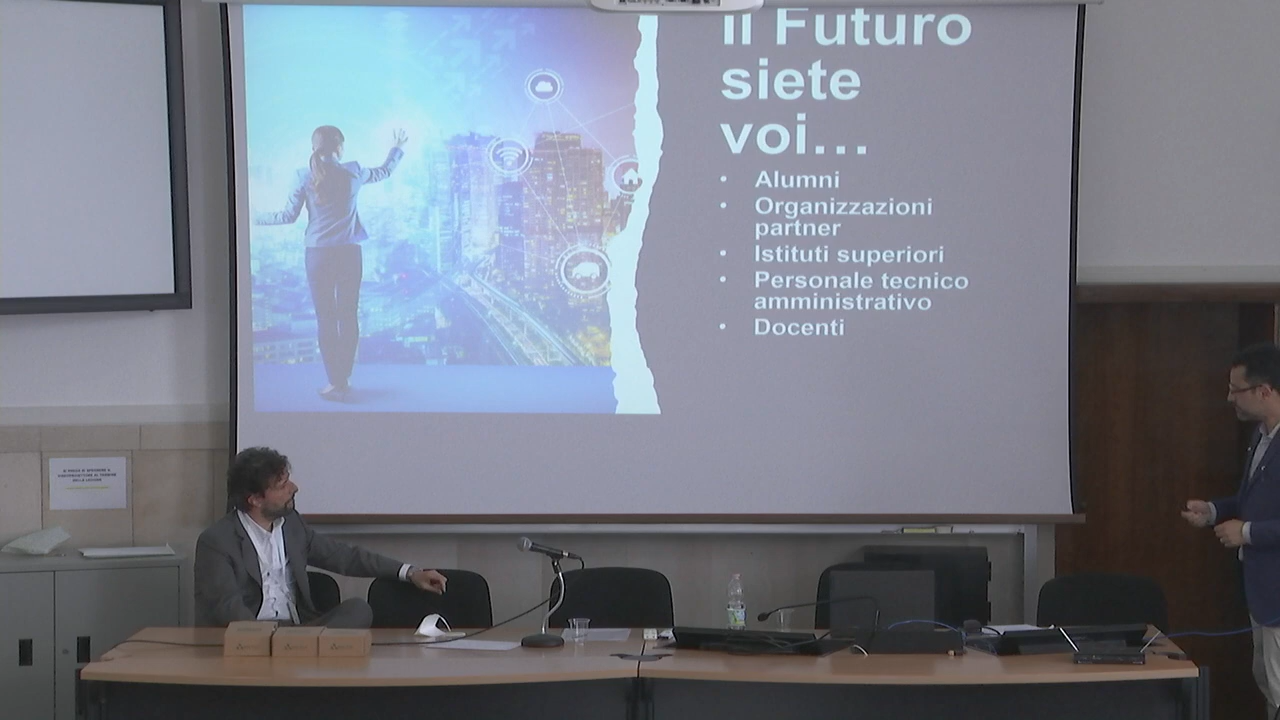 Il Futuro
siete
voi...
• Alumni
• Organizzazioni
partner
• Istituti superiori
• Personale tecnico
amministrativo
• Docenti